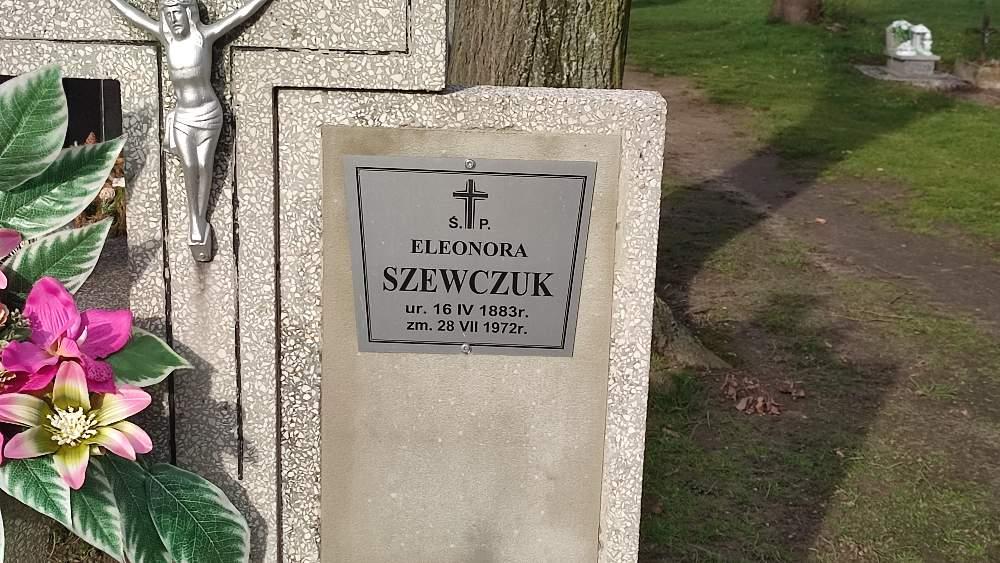 Ś. P.
ELEONORA
SZEWCZUK
ur. 16 IV 1883r.
zm. 28 VII 1972r.